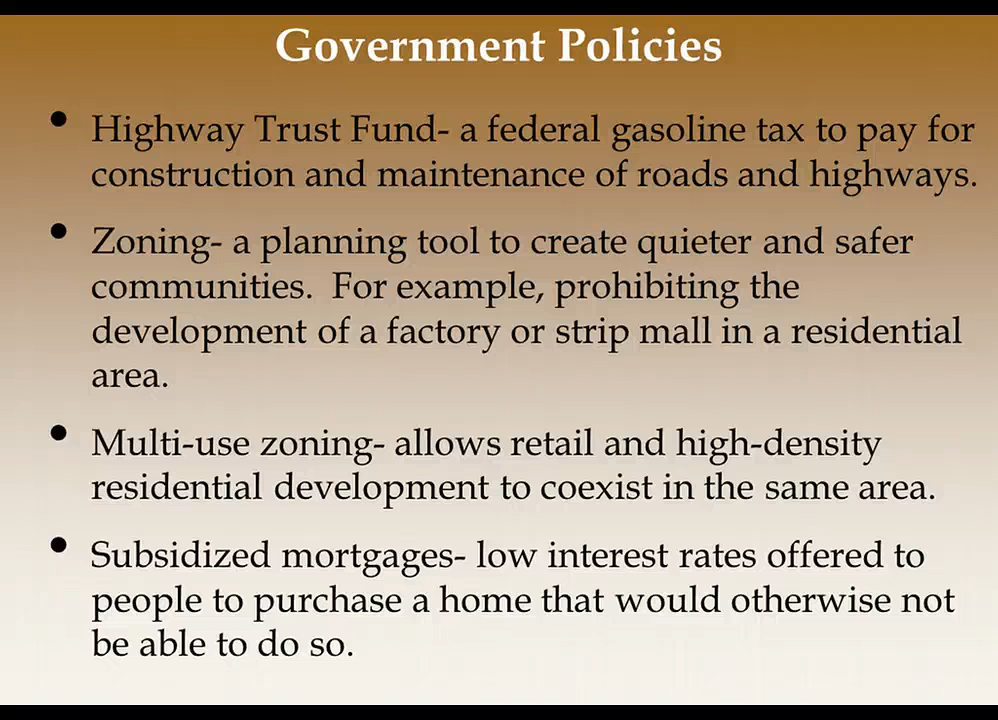 Government Policies
• Highway Trust Fund- a federal gasoline tax to pay for
construction and maintenance of roads and highways.
• Zoning- a planning tool to create quieter and safer
communities.  For example, prohibiting the
development of a factory or strip mall in a residential
area.
• Multi-use zoning- allows retail and high-density
residential development to coexist in the same area.
• Subsidized mortgages- low interest rates offered to
people to purchase a home that would otherwise not
be able to do so.